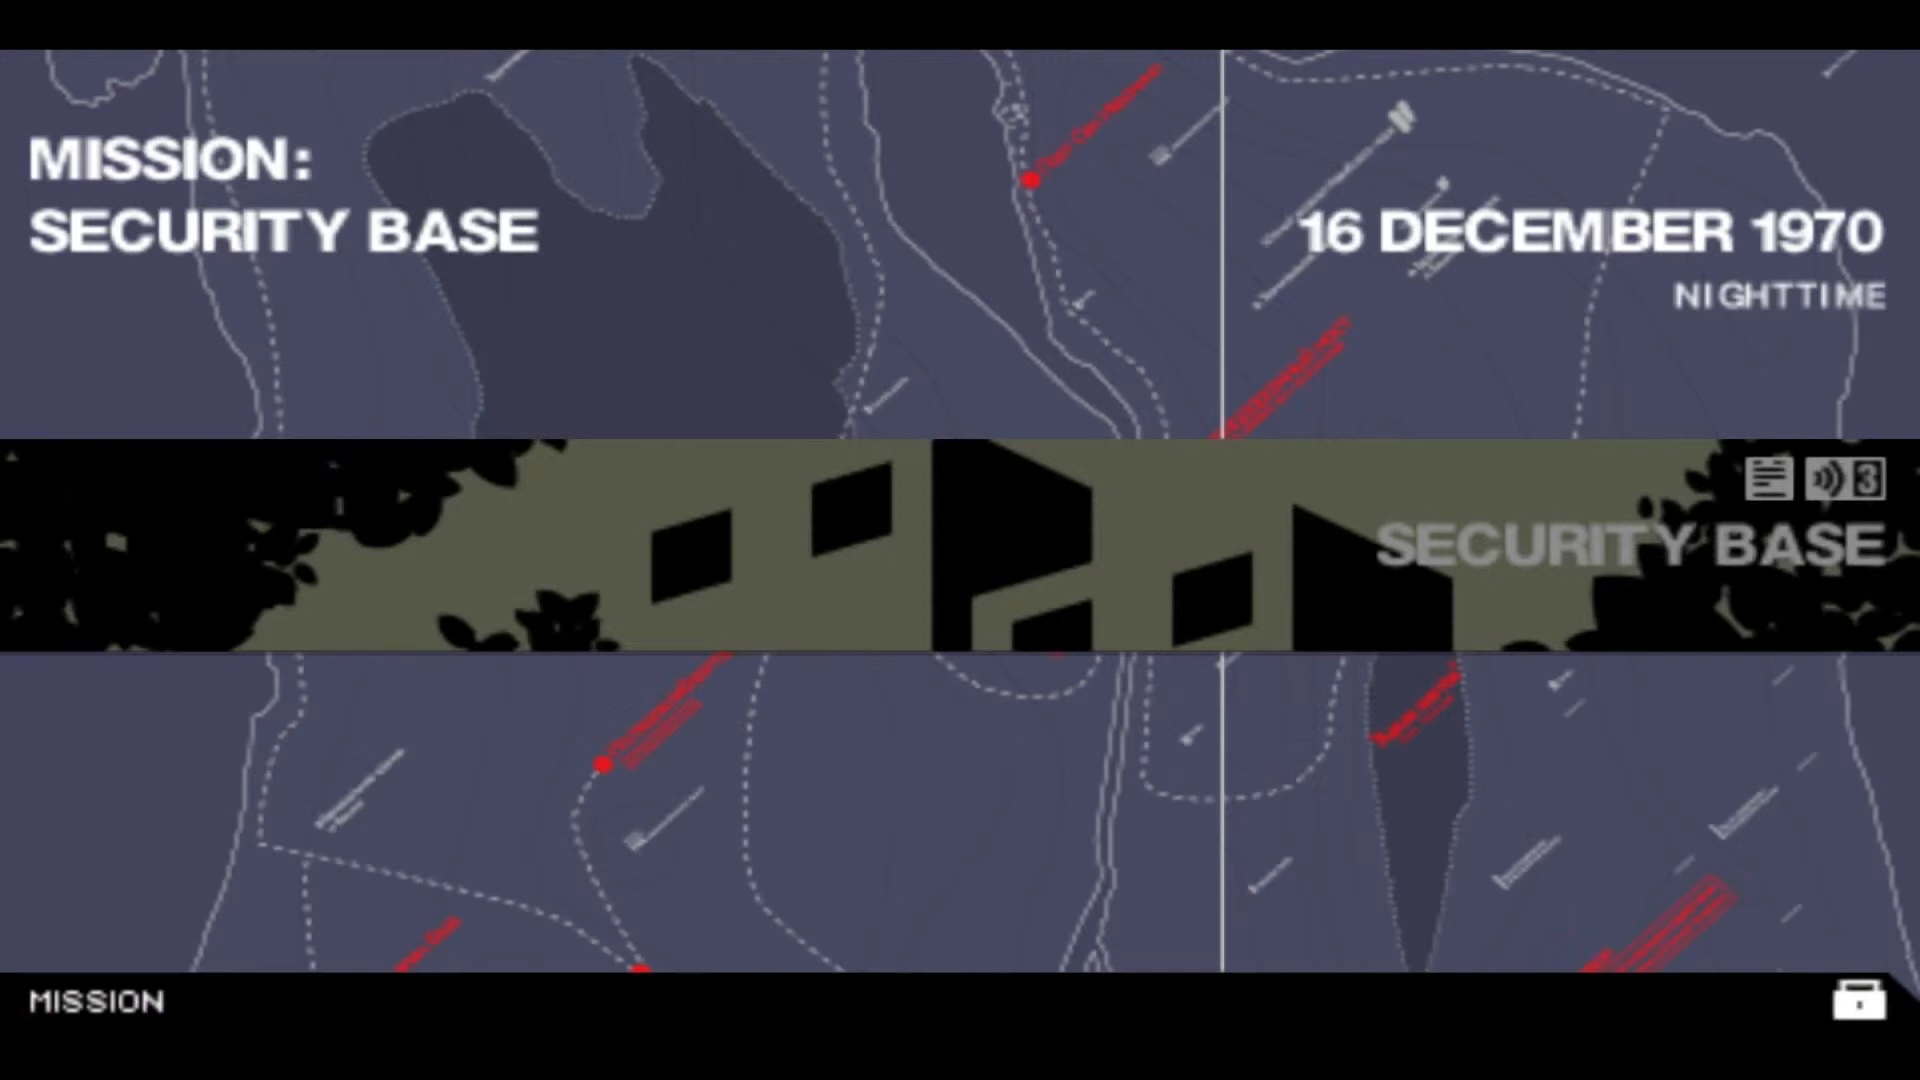 MISSION:
SECURITY BASE
16 DECEMBER 1970
NIGHTTIME
3
SECURITY BASE
MISSION